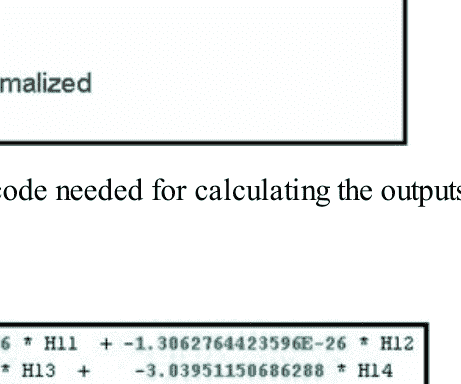 malized
code needed for calculating the outputs
6 * H11 + -1.3062764423596E-26 * H12
* H13 + -3.03951150686288 * H14